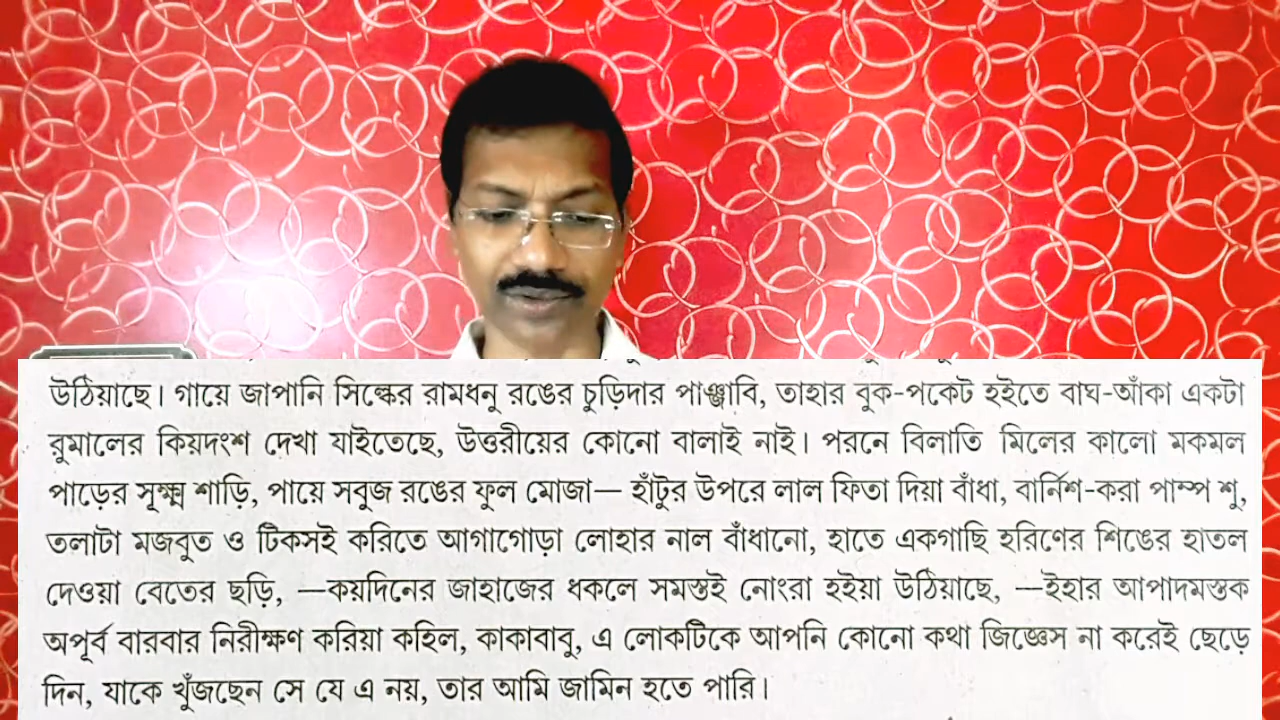 উঠিয়াছে। গায়ে জাপানি সিল্কের রামধনু রঙের চুড়িদার পাঞ্জাবি, তাহার বুক-পকেট হইতে বাঘ-আঁকা একটা
রুমালের কিয়দংশ দেখা যাইতেছে, উত্তরীয়ের কোনো বালাই নাই। পরনে বিলাতি মিলের কালো মকমল
পাড়ের সূক্ষ্ম শাড়ি, পায়ে সবুজ রঙের ফুল মোজা— হাঁটুর উপরে লাল ফিতা দিয়া বাঁধা, বার্নিশ-করা পাম্প শু,
তলাটা মজবুত ও টিকসই করিতে আগাগোড়া লোহার নাল বাঁধানো, হাতে একগাছি হরিণের শিঙের হাতল
দেওয়া বেতের ছড়ি, —কয়দিনের জাহাজের ধকলে সমস্তই নোংরা হইয়া উঠিয়াছে, —ইহার আপাদমস্তক
অপূর্ব বারবার নিরীক্ষণ করিয়া কহিল, কাকাবাবু, এ লোকটিকে আপনি কোনো কথা জিজ্ঞেস না করেই ছেড়ে
দিন, যাকে খুঁজছেন সে যে এ নয়, তার আমি জামিন হতে পারি।